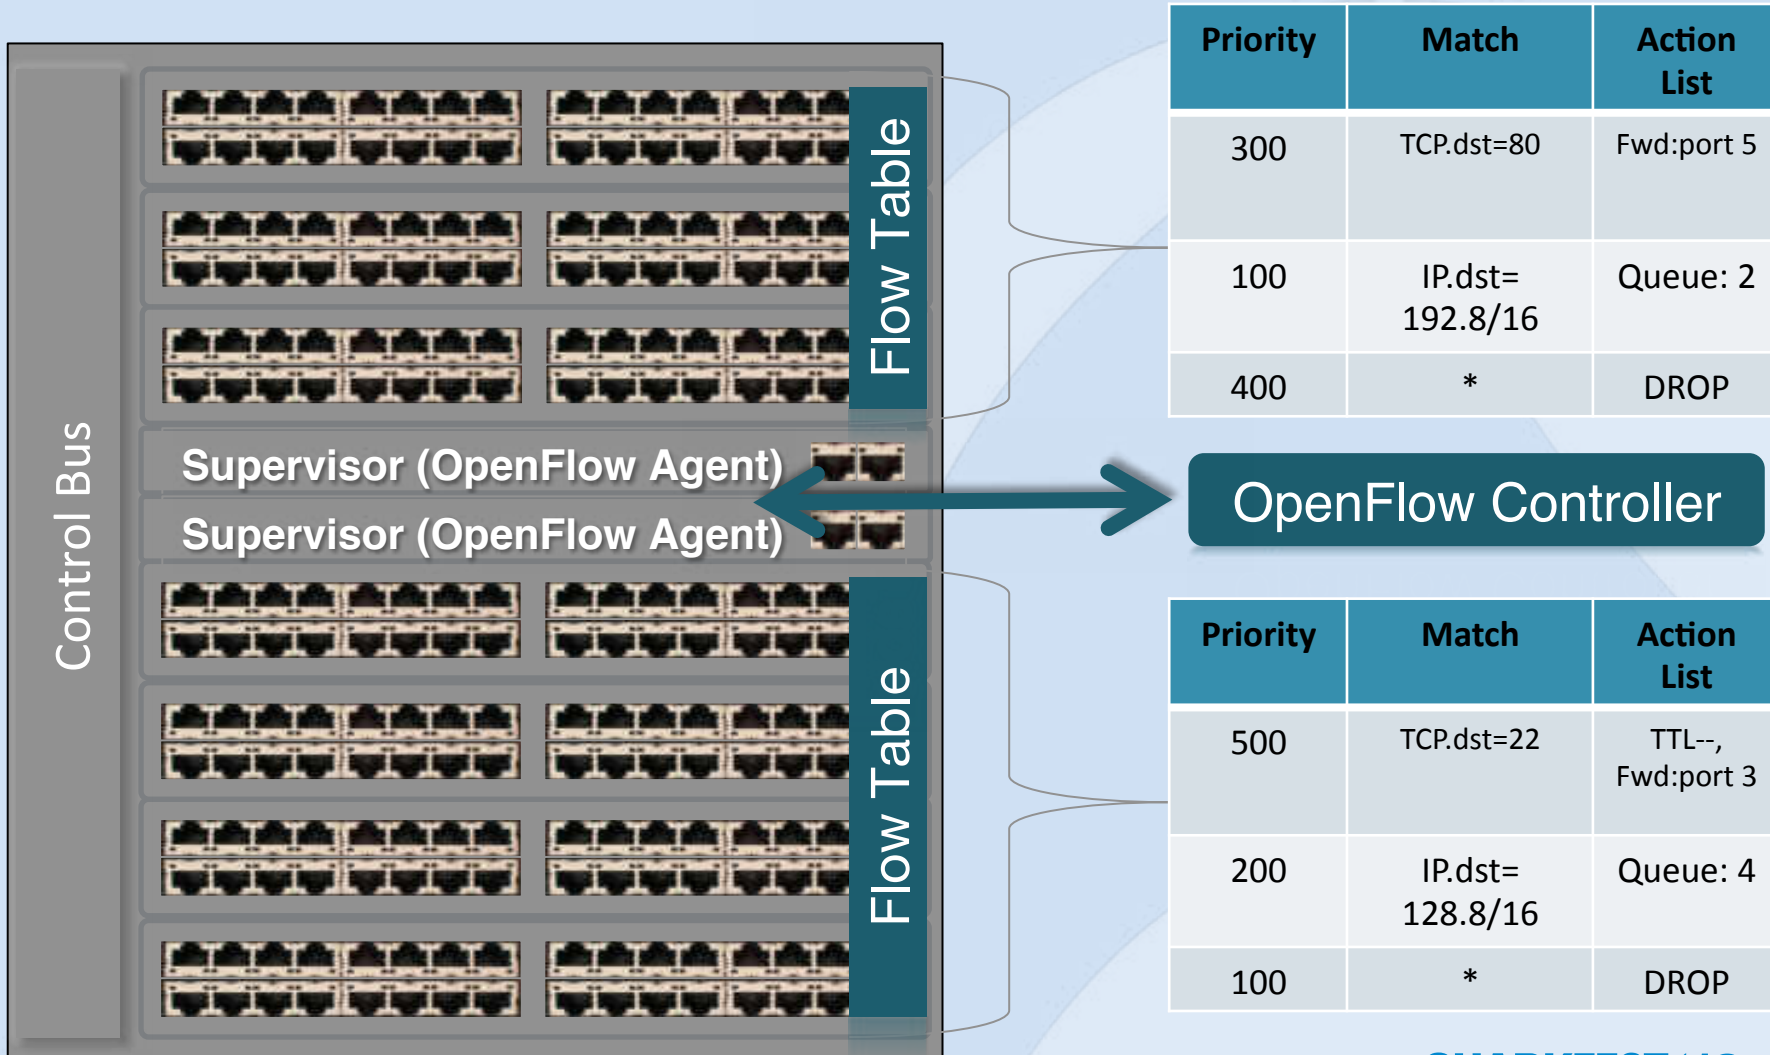 Control Bus
Flow Table
Supervisor (OpenFlow Agent)
Supervisor (OpenFlow Agent)
Flow Table
Priority Match Action
List
300 TCP.dst=80 Fwd:port 5
100 IP.dst= Queue: 2
192.8/16
400 * DROP
OpenFlow Controller
Priority Match Action
List
500 TCP.dst=22 TTL--,
Fwd:port 3
200 IP.dst= Queue: 4
128.8/16
100 * DROP